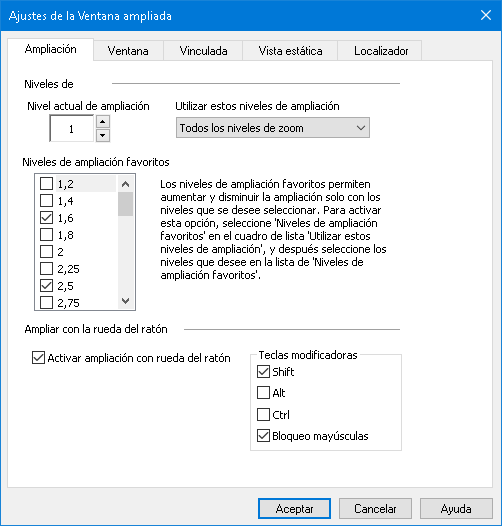 Ajustes de la Ventana ampliada
Ampliación
Ventana
Vinculada
Vista estática
Localizador
Niveles de
Nivel actual de ampliación
Utilizar estos niveles de ampliación
1
Todos los niveles de zoom
Niveles de ampliación favoritos
1,2
1,4
1,6
1,8
2
2,25
2,5
2,75
Los niveles de ampliación favoritos permiten
aumentar y disminuir la ampliación solo con los
niveles que se desee seleccionar. Para activar
esta opción, seleccione 'Niveles de ampliación
favoritos' en el cuadro de lista 'Utilizar estos
niveles de ampliación', y después seleccione los
niveles que desee en la lista de 'Niveles de
ampliación favoritos'.
Ampliar con la rueda del ratón
Activar ampliación con rueda del ratón
Teclas modificadoras
Shift
Alt
Ctrl
Bloqueo mayúsculas
Aceptar
Cancelar
Ayuda